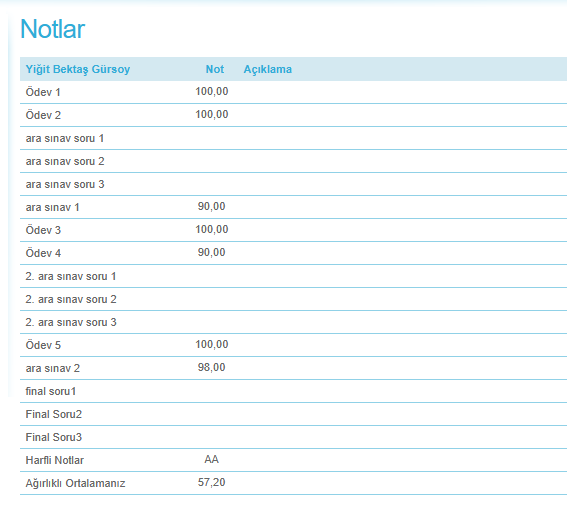 Notlar
Yiğit Bektaş Gürsoy Not Açıklama
Ödev 1 100,00
Ödev 2 100,00
ara sınav soru 1
ara sınav soru 2
ara sınav soru 3
ara sınav 1 90,00
Ödev 3 100,00
Ödev 4 90,00
2. ara sınav soru 1
2. ara sınav soru 2
2. ara sınav soru 3
Ödev 5 100,00
ara sınav 2 98,00
final soru1
Final Soru2
Final Soru3
Harfli Notlar AA
Ağırlıklı Ortalamanız 57,20